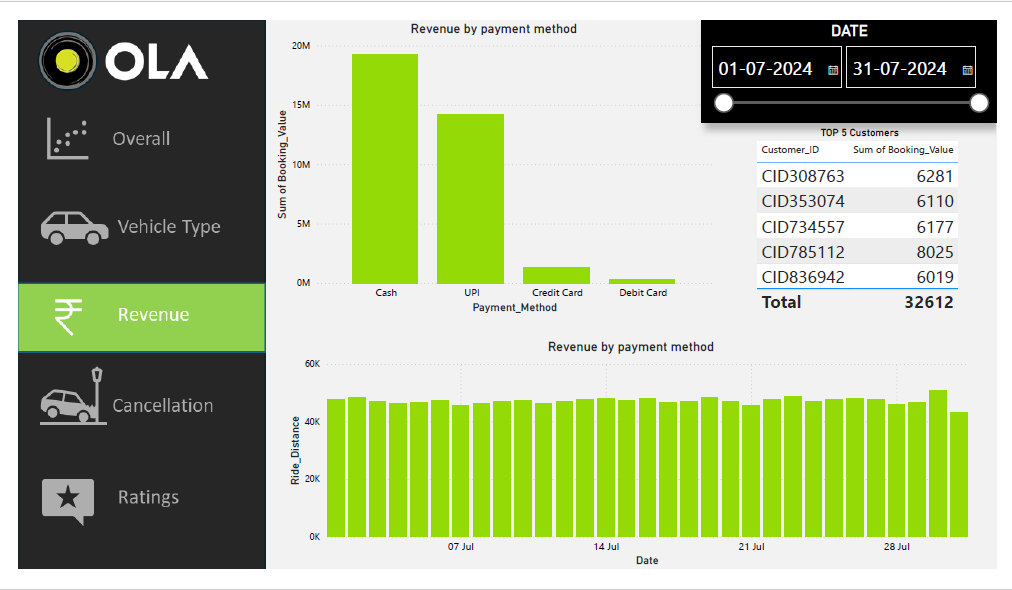 OLA
Overall
Vehicle Type
₹ Revenue
Cancellation
Ratings
Revenue by payment method
20M
15M
10M
5M
0M
Sum of Booking_Value
Cash UPI Credit Card Debit Card
Payment_Method
DATE
01-07-2024 31-07-2024
TOP 5 Customers
Customer_ID Sum of Booking_Value
CID308763 6281
CID353074 6110
CID734557 6177
CID785112 8025
CID836942 6019
Total 32612
Revenue by payment method
60K
40K
20K
0K
Ride_Distance
07 Jul 14 Jul 21 Jul 28 Jul
Date